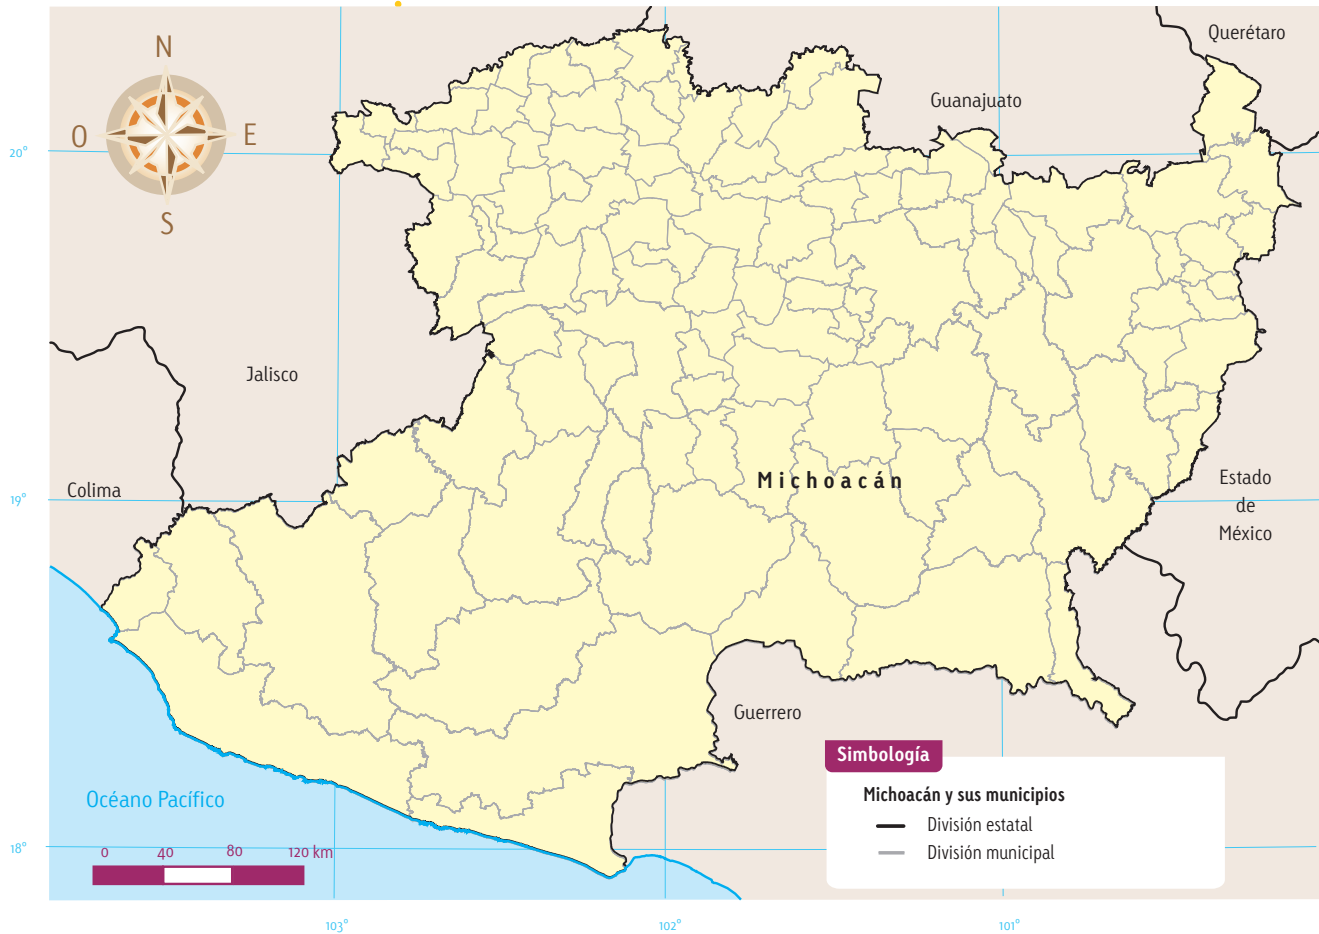 N
O
E
S
Querétaro
Guanajuato
20°
Jalisco
Michoacán
Colima
19°
Estado
de
México
Guerrero
Océano Pacífico
18°
0 40 80 120 km
Simbología
Michoacán y sus municipios
División estatal
División municipal
103° 102° 101°